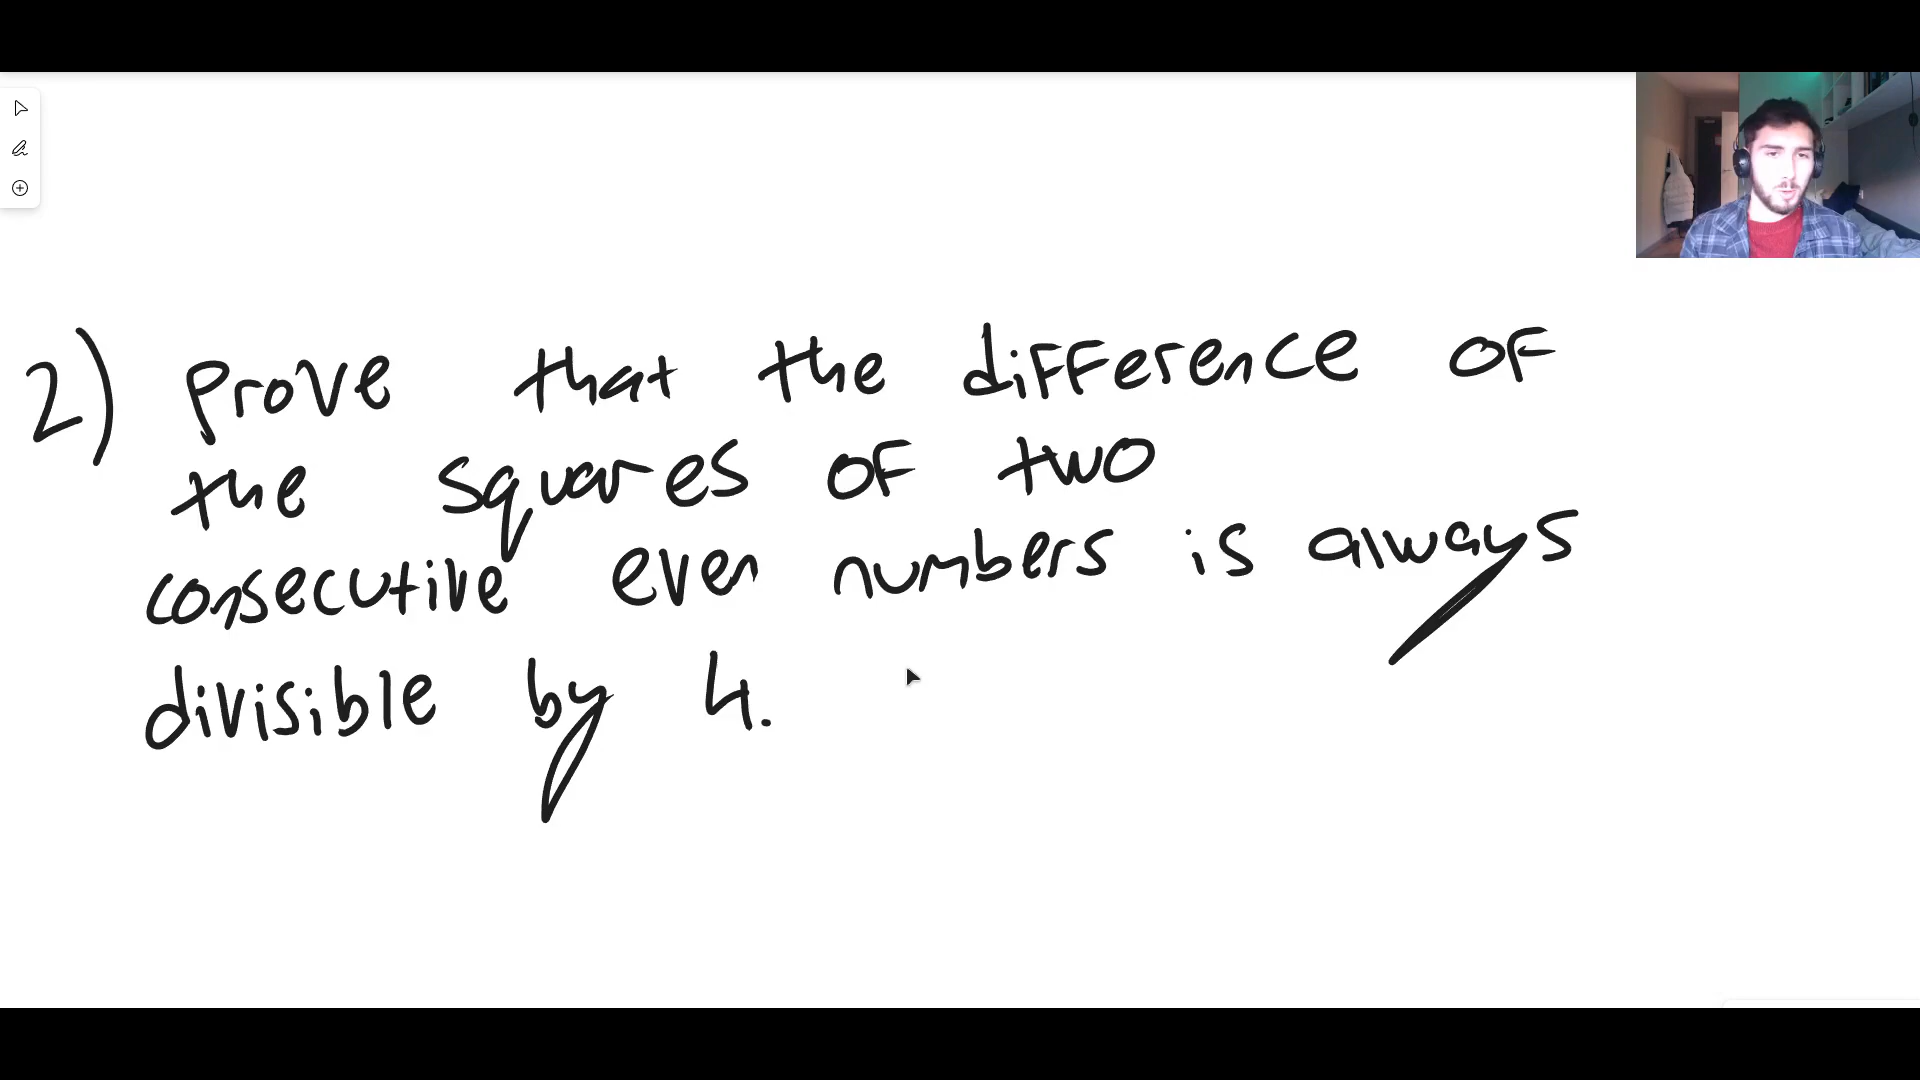 2) prove that the difference of
the squares of two
consecutive even numbers is always
divisible by 4.